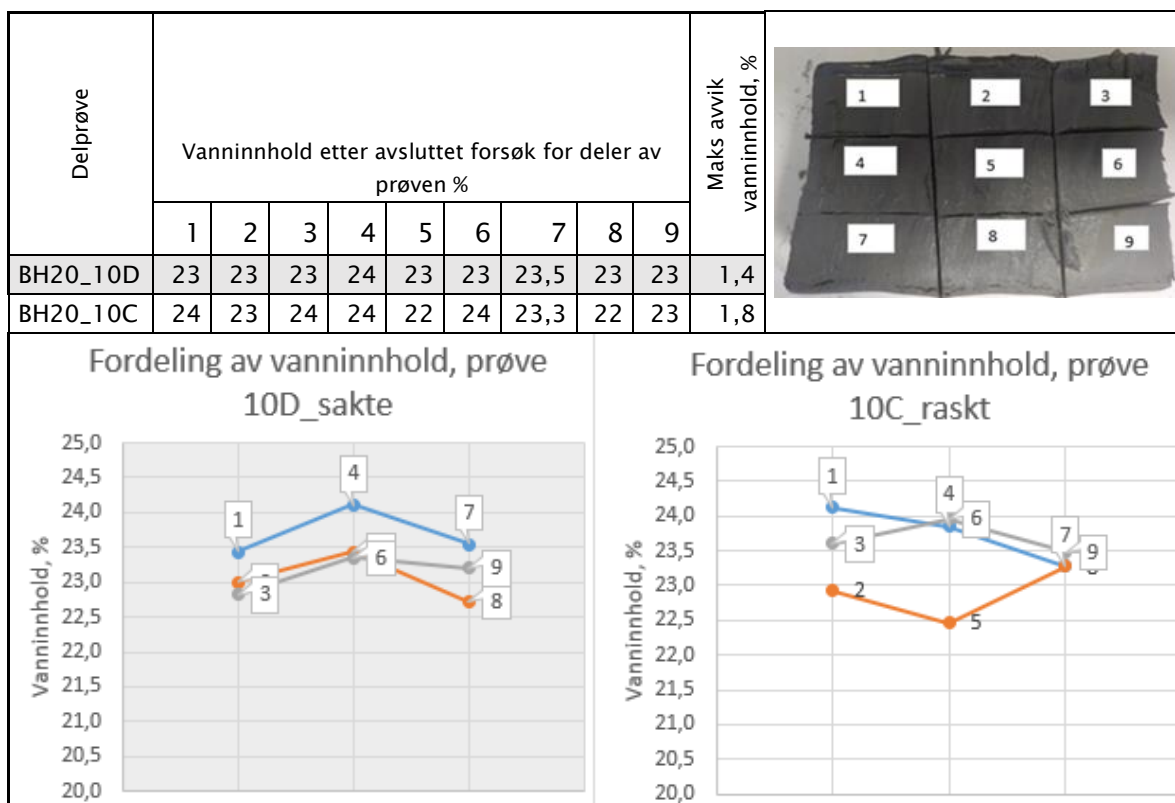 Delprøve
Vanninnhold etter avsluttet forsøk for deler av
prøven %
Maks avvik
vanninnhold, %
1 2 3 4 5 6 7 8 9
BH20_10D 23 23 23 24 23 23 23,5 23 23 1,4
BH20_10C 24 23 24 24 22 24 23,3 22 23 1,8
1 2 3
4 5 6
7 8 9
Fordeling av vanninnhold, prøve
10D_sakte
Vanninnhold, %
25,0
24,5
24,0
23,5
23,0
22,5
22,0
21,5
21,0
20,5
20,0
1
4
7
3
6
9
8
Fordeling av vanninnhold, prøve
10C_raskt
Vanninnhold, %
25,0
24,5
24,0
23,5
23,0
22,5
22,0
21,5
21,0
20,5
20,0
1
4
6
7
3
9
2
5